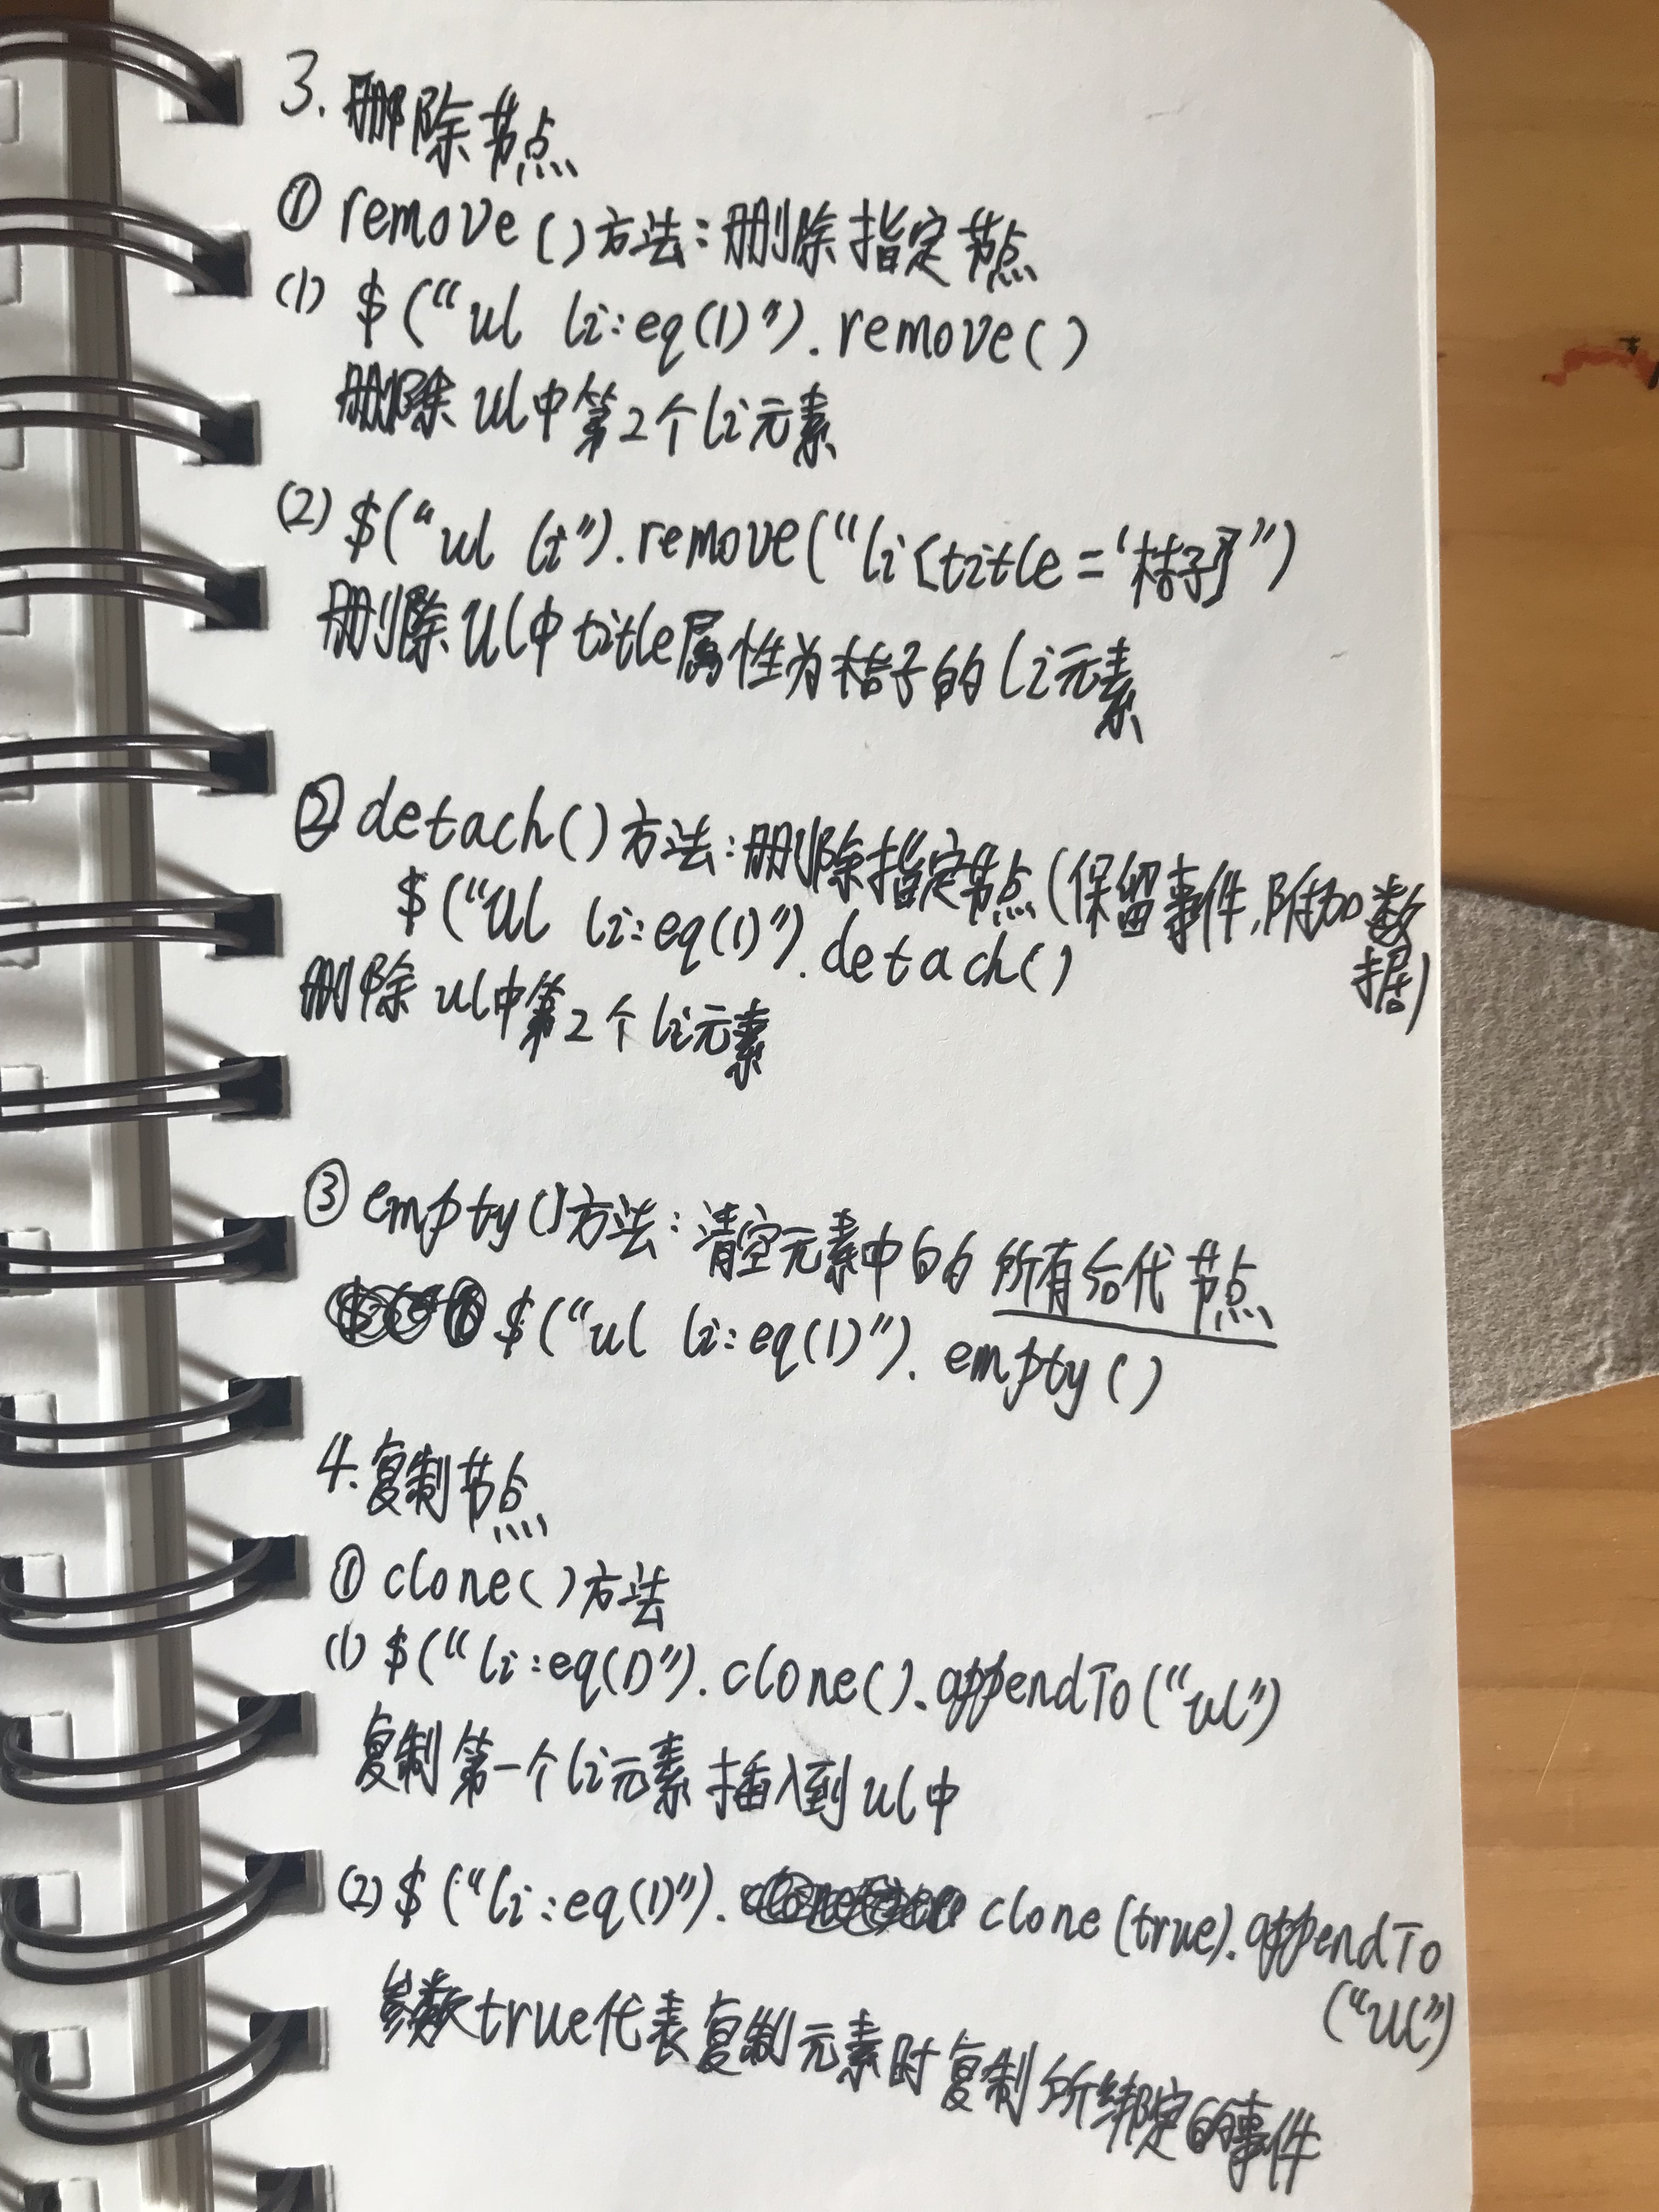 3. 删除节点
① remove()方法：删除指定节点
(1) $("ul li:eq(1)").remove()
删除ul中第2个li元素
(2) $("ul li").remove("li[title='桔子']")
删除ul中title属性为桔子的li元素
② detach()方法：删除指定节点(保留事件,附加数
据)
$("ul li:eq(1)").detach()
删除ul中第2个li元素
③ empty()方法：清空元素中的所有后代节点
$("ul li:eq(1)").empty()
4.复制节点
① clone()方法
(1) $("li:eq(1)").clone().appendTo("ul")
复制第一个li元素插入到ul中
(2) $("li:eq(1)").clone(true).appendTo
("ul")
参数true代表复制元素时复制所绑定的事件